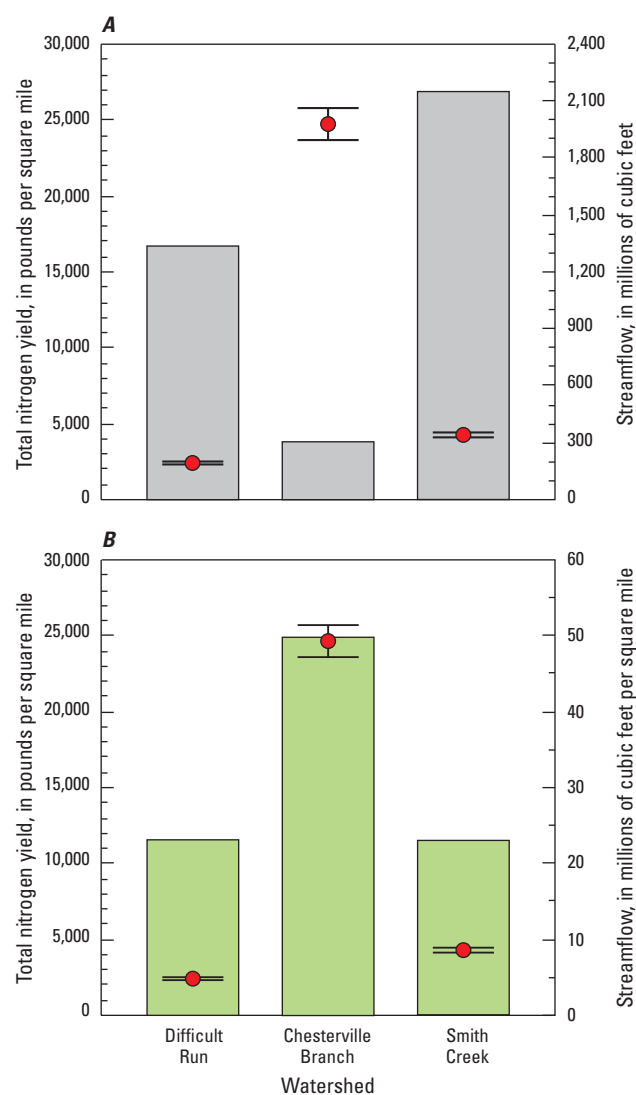 A
Total nitrogen yield, in pounds per square mile
30,000
25,000
20,000
15,000
10,000
5,000
0
2,400
2,100
1,800
1,500
1,200
900
600
300
0
Streamflow, in millions of cubic feet
B
Total nitrogen yield, in pounds per square mile
30,000
25,000
20,000
15,000
10,000
5,000
0
60
50
40
30
20
10
0
Streamflow, in millions of cubic feet per square mile
Difficult
Run
Chesterville
Branch
Smith
Creek
Watershed